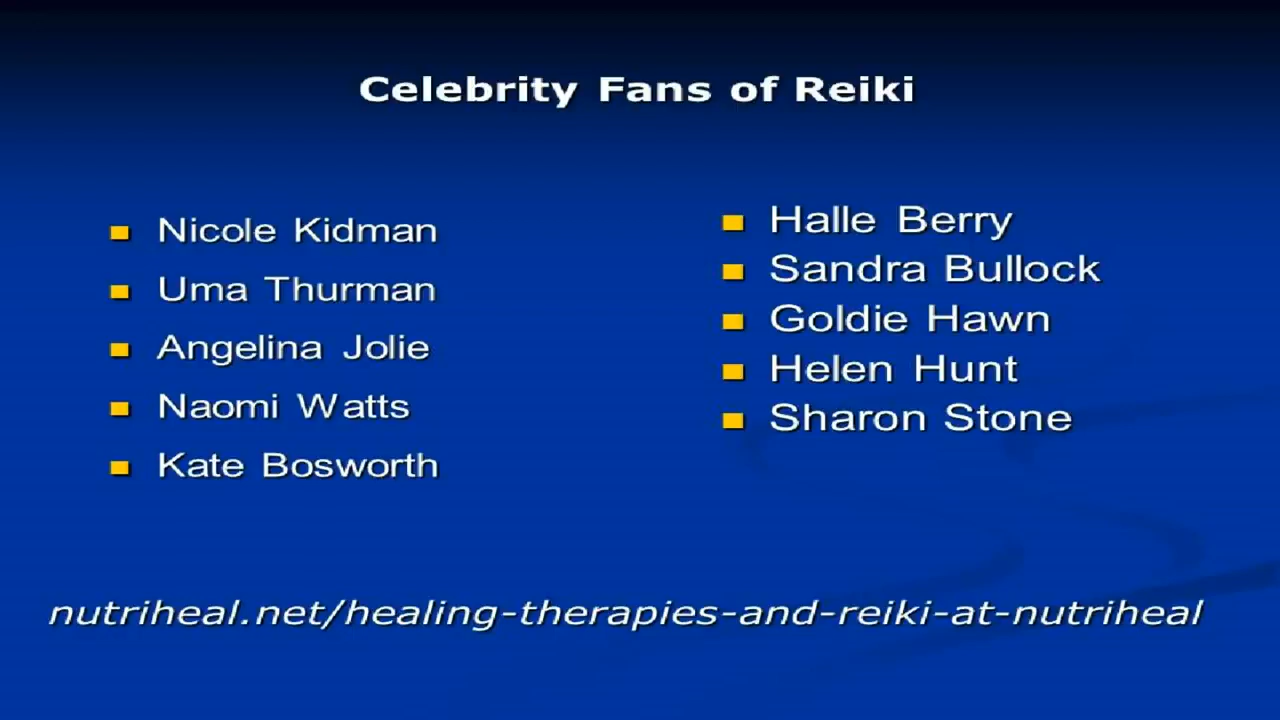 Celebrity Fans of Reiki
Nicole Kidman
Uma Thurman
Angelina Jolie
Naomi Watts
Kate Bosworth
Halle Berry
Sandra Bullock
Goldie Hawn
Helen Hunt
Sharon Stone
nutriheal.net/healing-therapies-and-reiki-at-nutriheal